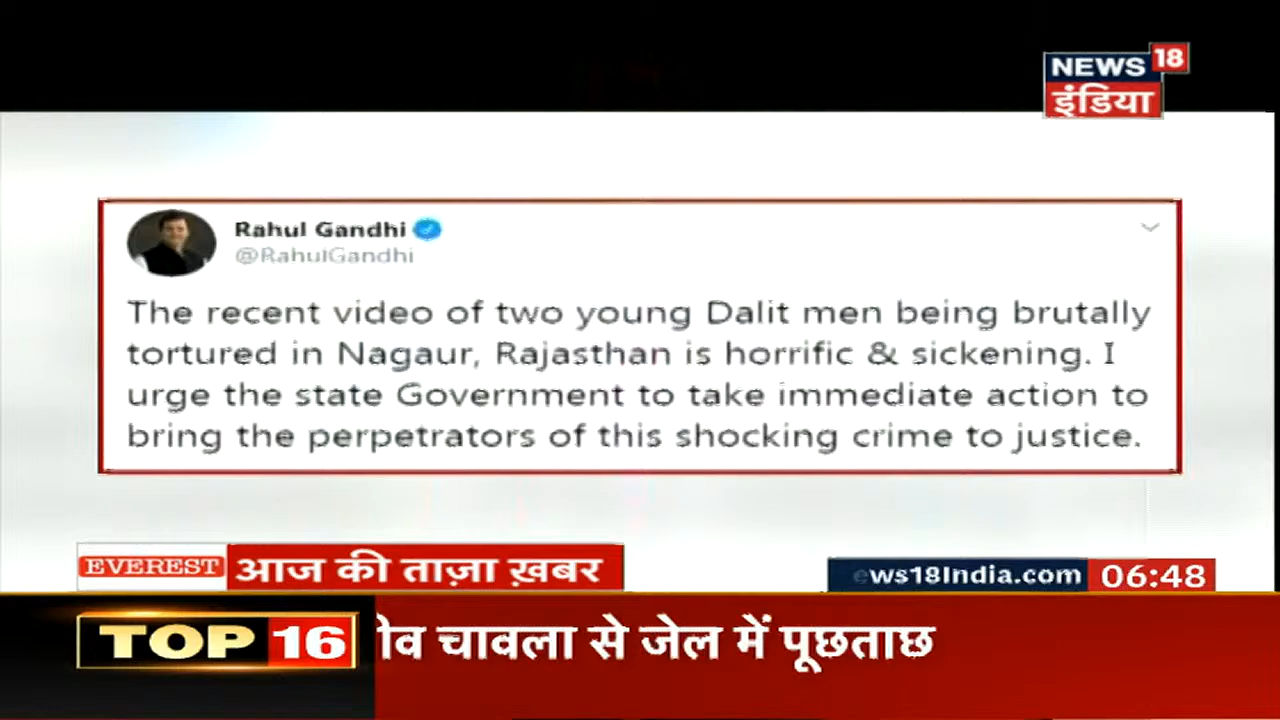 NEWS 18
इंडिया
Rahul Gandhi
@RahulGandhi
The recent video of two young Dalit men being brutally
tortured in Nagaur, Rajasthan is horrific & sickening. I
urge the state Government to take immediate action to
bring the perpetrators of this shocking crime to justice.
EVEREST आज की ताज़ा ख़बर
ews18India.com 06:48
TOP 16 चावला से जेल में पूछताछ